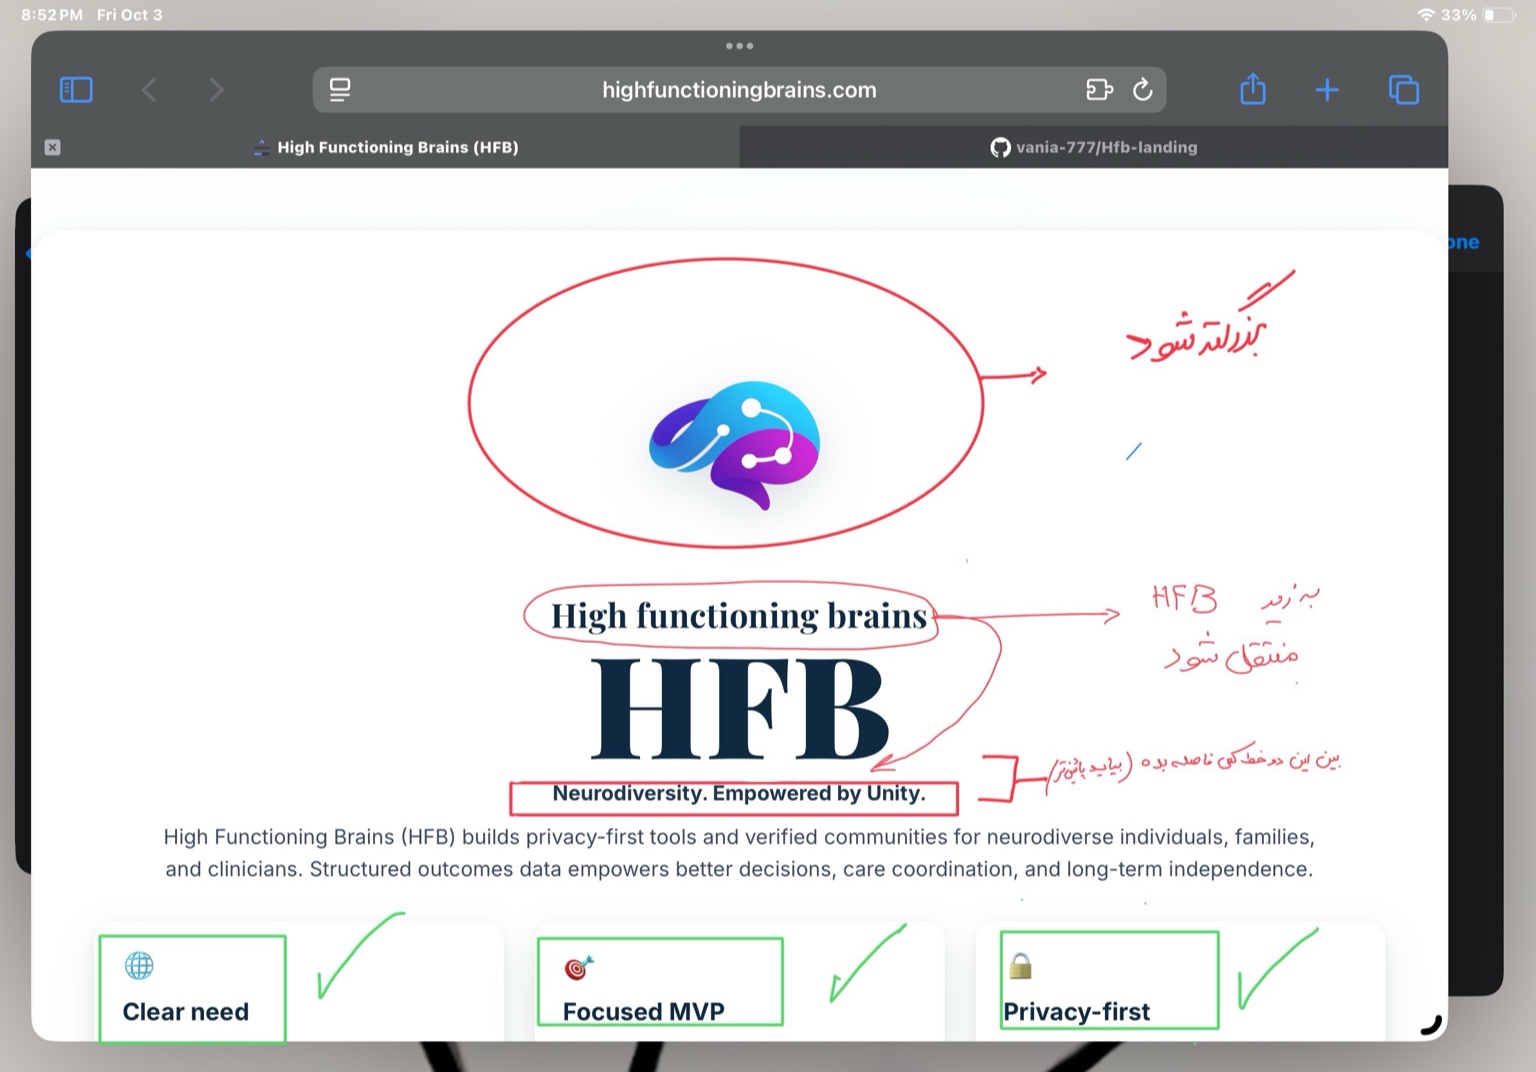 8:52 PM Fri Oct 3
33%
highfunctioningbrains.com
High Functioning Brains (HFB)
vania-777/Hfb-landing
one
بزرگتر شود
High functioning brains
به زیر HFB
منتقل شود
HFB
بین این دو خط کمی فاصله بده (بیاید پائین‌تر)
Neurodiversity. Empowered by Unity.
High Functioning Brains (HFB) builds privacy-first tools and verified communities for neurodiverse individuals, families,
and clinicians. Structured outcomes data empowers better decisions, care coordination, and long-term independence.
Clear need
Focused MVP
Privacy-first